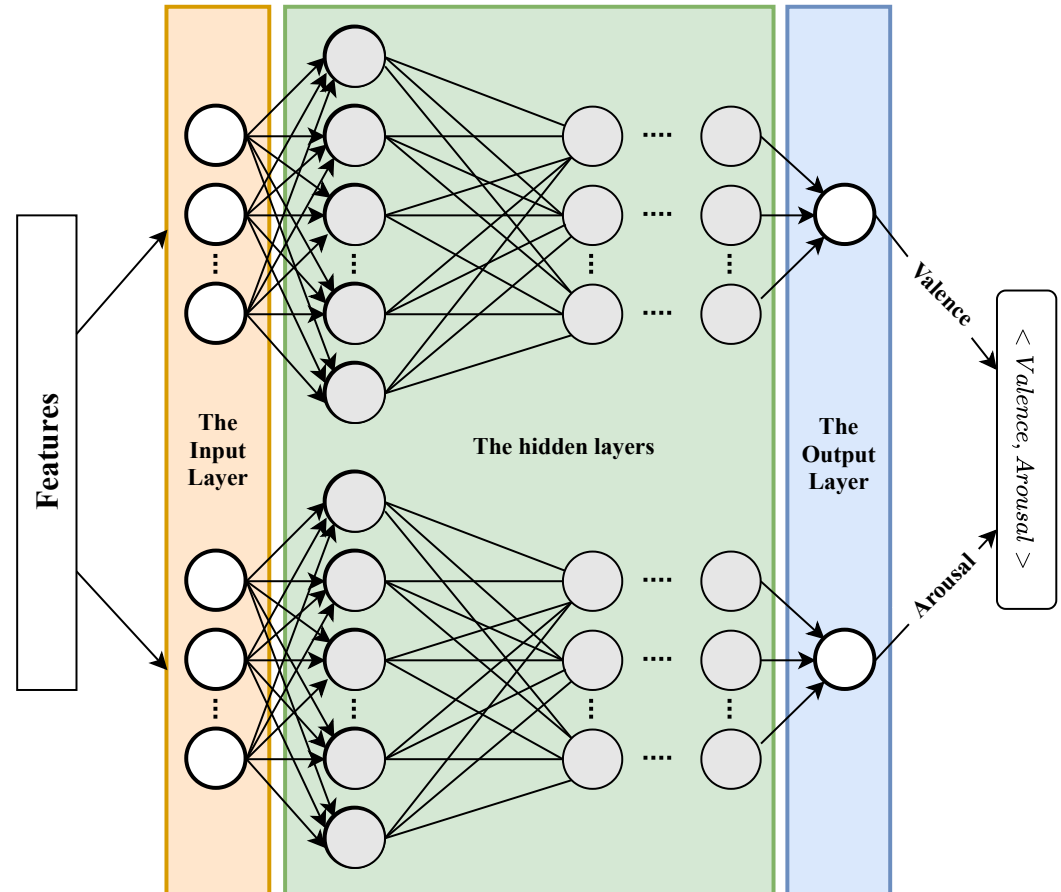 Features
The
Input
Layer
The hidden layers
The
Output
Layer
Valence
Arousal
< Valence, Arousal >